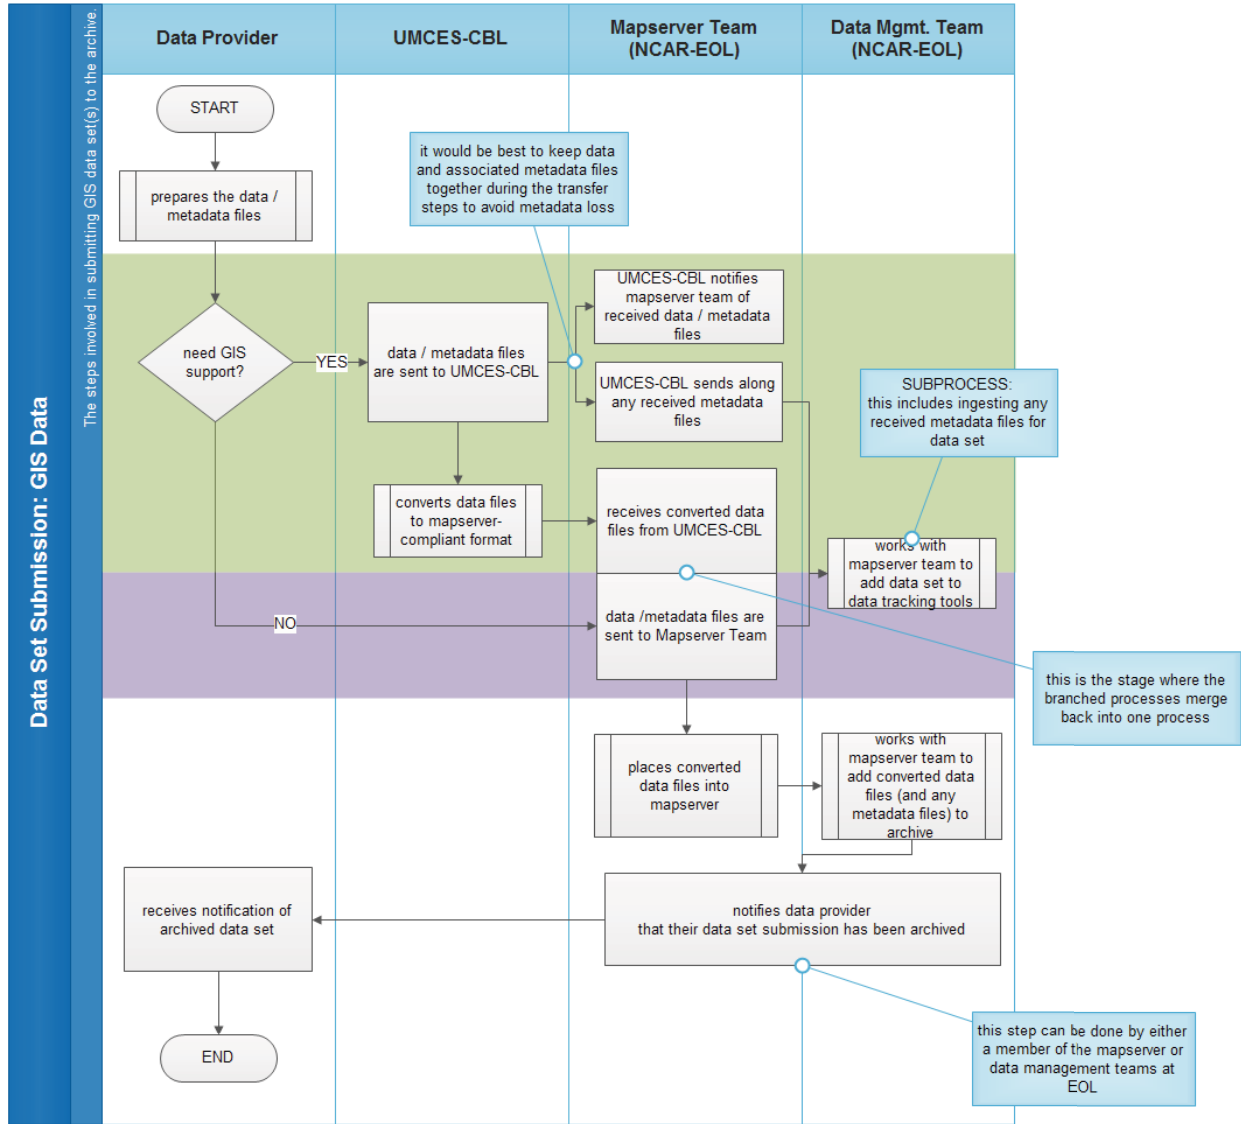 Data Set Submission: GIS Data
The steps involved in submitting GIS data set(s) to the archive.
Data Provider
UMCES-CBL
Mapserver Team
(NCAR-EOL)
Data Mgmt. Team
(NCAR-EOL)
START
prepares the data /
metadata files
it would be best to keep data
and associated metadata files
together during the transfer
steps to avoid metadata loss
need GIS
support?
YES
data / metadata files
are sent to UMCES-CBL
UMCES-CBL notifies
mapserver team of
received data / metadata
files
UMCES-CBL sends along
any received metadata
files
SUBPROCESS:
this includes ingesting any
received metadata files for
data set
converts data files
to mapserver-
compliant format
receives converted data
files from UMCES-CBL
works with
mapserver team to
add data set to
data tracking tools
NO
data /metadata files are
sent to Mapserver Team
this is the stage where the
branched processes merge
back into one process
places converted
data files into
mapserver
works with
mapserver team to
add converted data
files (and any
metadata files) to
archive
receives notification of
archived data set
notifies data provider
that their data set submission has been archived
this step can be done by either
a member of the mapserver or
data management teams at
EOL
END